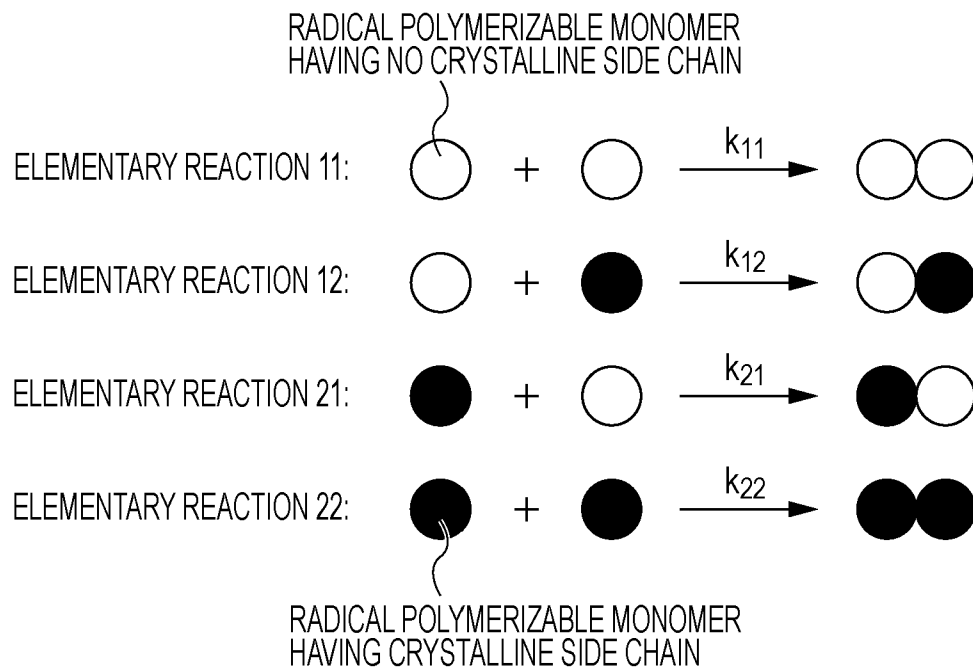 RADICAL POLYMERIZABLE MONOMER
HAVING NO CRYSTALLINE SIDE CHAIN
ELEMENTARY REACTION 11: + k11
ELEMENTARY REACTION 12: + k12
ELEMENTARY REACTION 21: + k21
ELEMENTARY REACTION 22: + k22
RADICAL POLYMERIZABLE MONOMER
HAVING CRYSTALLINE SIDE CHAIN